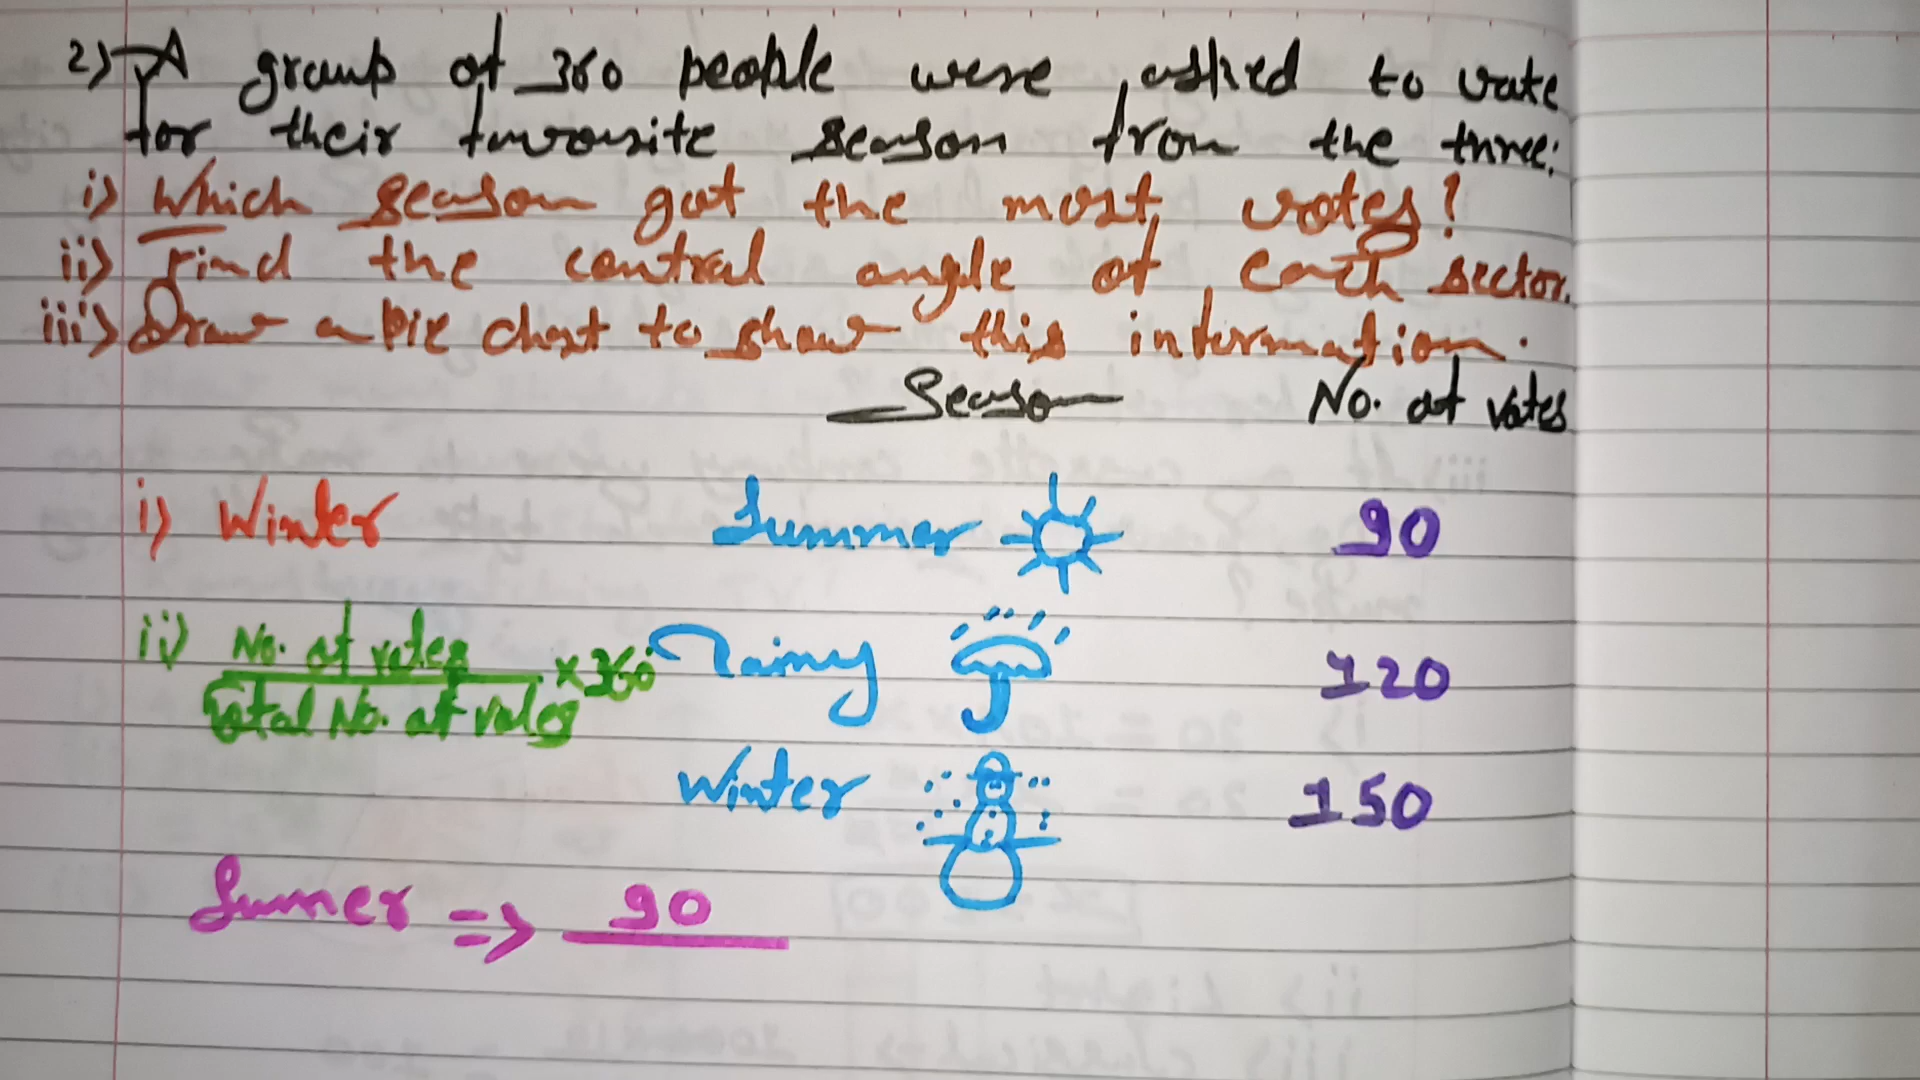 2) A group of 360 people were asked to vote
for their favourite season from the three:
i) Which season got the most votes?
ii) Find the central angle of each sector.
iii) Draw a pie chart to show this information.
Season No. of votes
i) Winter Summer 90
ii) No. of votes / Total No. of votes × 360° Rainy 120
Winter 150
Sumer => 90